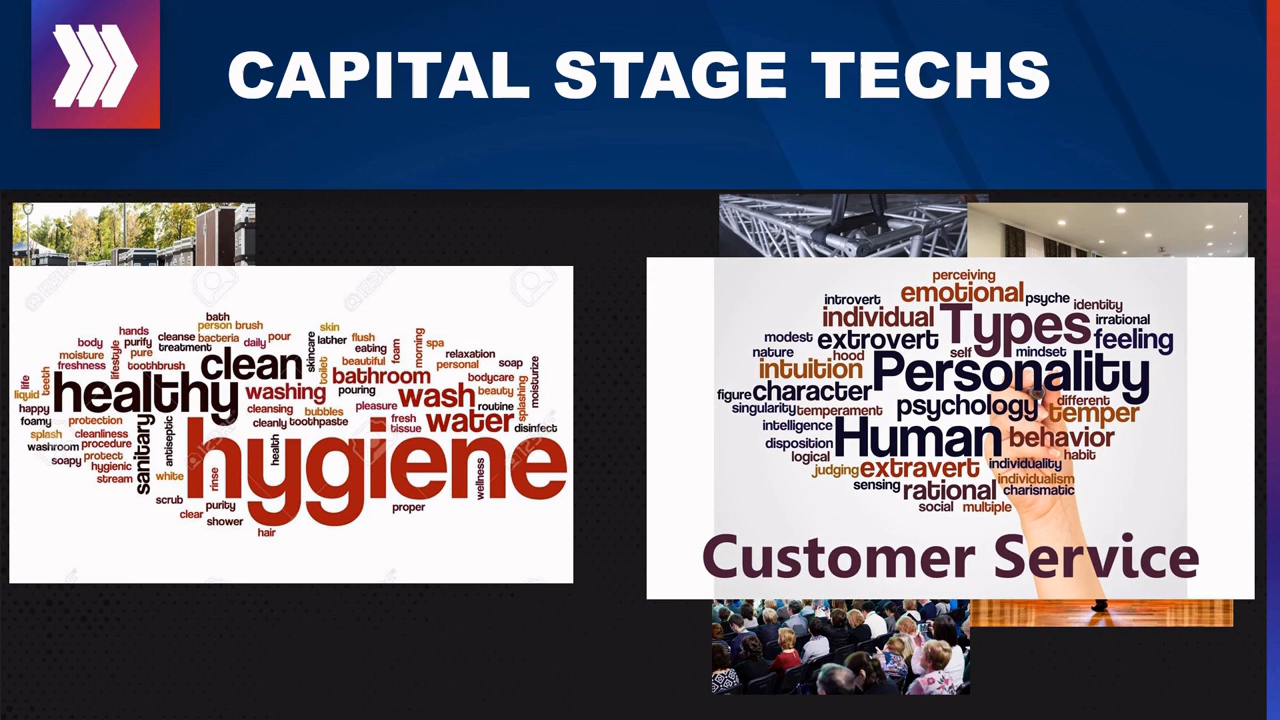 CAPITAL STAGE TECHS
bath
person brush
hands
cleanse bacteria daily pour
skin
body
purify
treatment
skincare
lather
flush
moisture
lifestyle
pure
clean
toilet
eating
foam
morning
spa
freshness
toothbrush
beautiful
personal
relaxation
soap
life
teeth
healthy
washing
bathroom
bodycare
liquid
pouring
wash
beauty
splashing
moisturize
happy
cleansing
bubbles
pleasure
routine
foamy
protection
cleanly toothpaste
fresh
water
splash
cleanliness
sanitary
antiseptic
tissue
disinfect
washroom procedure
health
hygiene
soapy
protect
hygienic
stream
white
rinse
wellness
scrub
purity
proper
clear
shower
hair
perceiving
introvert
emotional
psyche
identity
individual
Types
irrational
modest
extrovert
feeling
nature
hood
self
mindset
intuition
Personality
figure
character
different
singularity
temperament
psychology
temper
intelligence
Human
disposition
behavior
logical
habit
judging
extravert
individuality
sensing
individualism
rational
charismatic
social
multiple
Customer Service